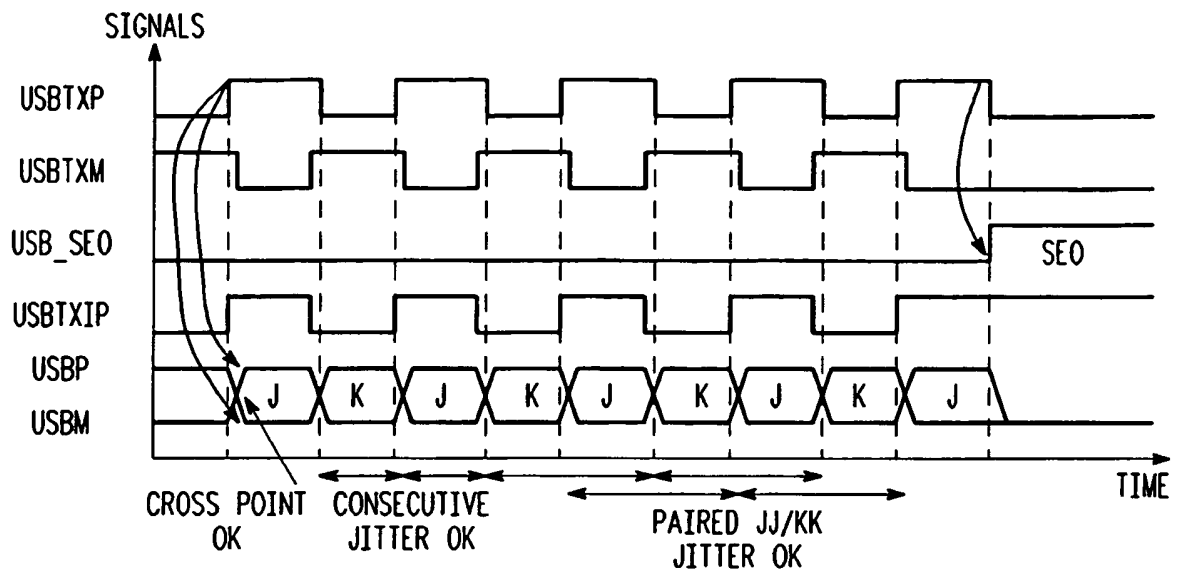 SIGNALS
USBTXP
USBTXM
USB_SEO
SEO
USBTXIP
USBP
USBM
J K J K J K J K J
TIME
CROSS POINT
OK
CONSECUTIVE
JITTER OK
PAIRED JJ/KK
JITTER OK